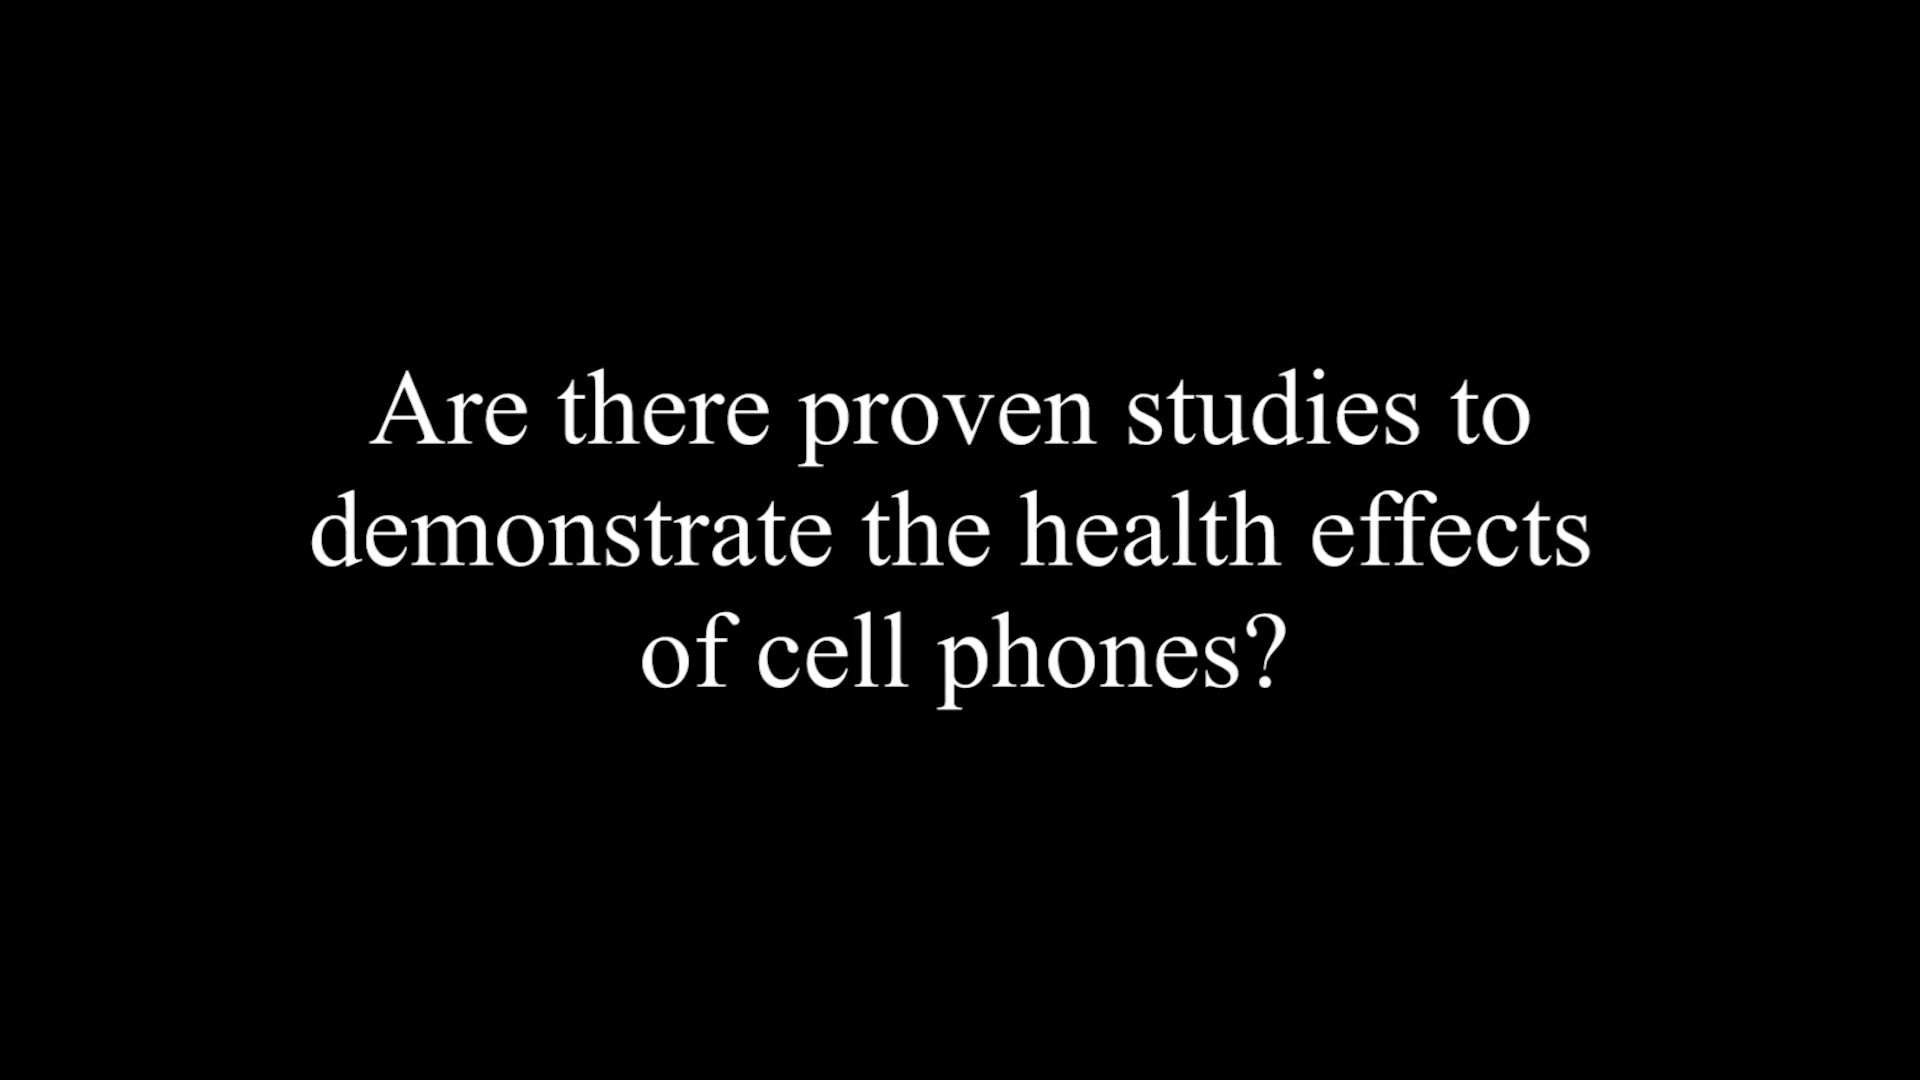 Are there proven studies to
demonstrate the health effects
of cell phones?